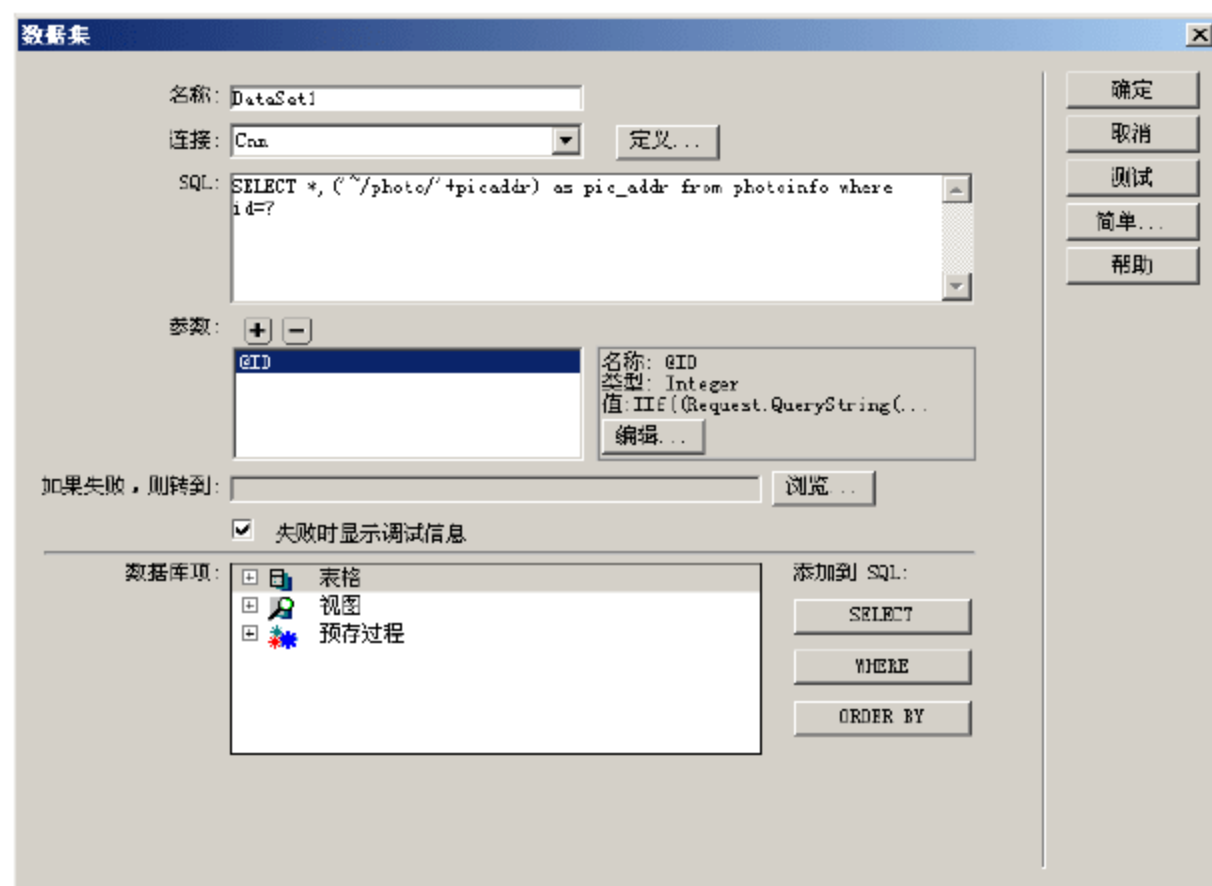 数据集
名称: DataSet1
连接: Cnn 定义...
SQL: SELECT *, ('~/photo/'+picaddr) as pic_addr from photoinfo where
id=?
参数: + −
@ID
名称: @ID
类型: Integer
值:IIf((Request.QueryString(...
编辑...
如果失败,则转到: 浏览...
失败时显示调试信息
数据库项:
表格
视图
预存过程
添加到 SQL:
SELECT
WHERE
ORDER BY
确定
取消
测试
简单...
帮助